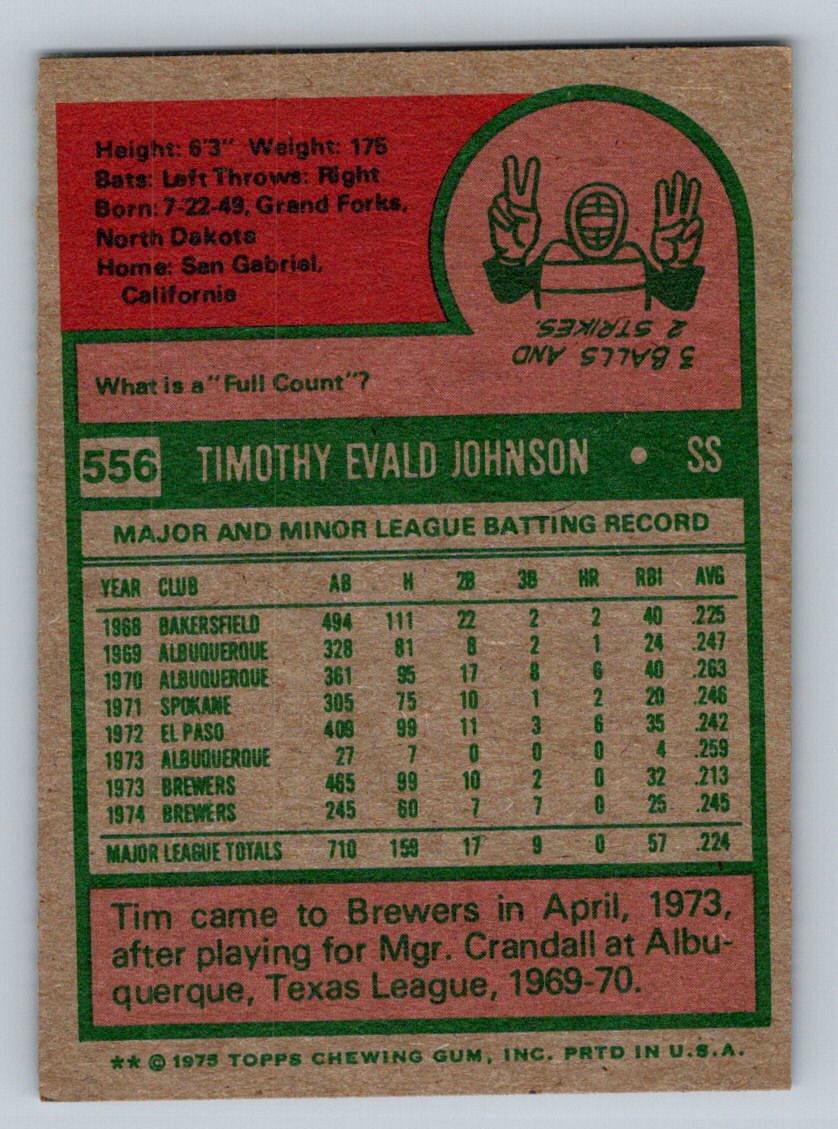 Height: 6'3" Weight: 175
Bats: Left Throws: Right
Born: 7-22-49, Grand Forks,
North Dakota
Home: San Gabriel,
California
What is a "Full Count"?
3 BALLS AND
2 STRIKES.
556 TIMOTHY EVALD JOHNSON • SS
MAJOR AND MINOR LEAGUE BATTING RECORD
YEAR CLUB AB H 2B 3B HR RBI AVG
1968 BAKERSFIELD 494 111 22 2 2 40 .225
1969 ALBUQUERQUE 328 81 8 2 1 24 .247
1970 ALBUQUERQUE 361 95 17 8 6 40 .263
1971 SPOKANE 305 75 10 1 2 20 .246
1972 EL PASO 409 99 11 3 6 35 .242
1973 ALBUQUERQUE 27 7 0 0 0 4 .259
1973 BREWERS 465 99 10 2 0 32 .213
1974 BREWERS 245 60 7 7 0 25 .245
MAJOR LEAGUE TOTALS 710 159 17 9 0 57 .224
Tim came to Brewers in April, 1973,
after playing for Mgr. Crandall at Albu-
querque, Texas League, 1969-70.
** © 1975 TOPPS CHEWING GUM, INC. PRTD IN U.S.A.